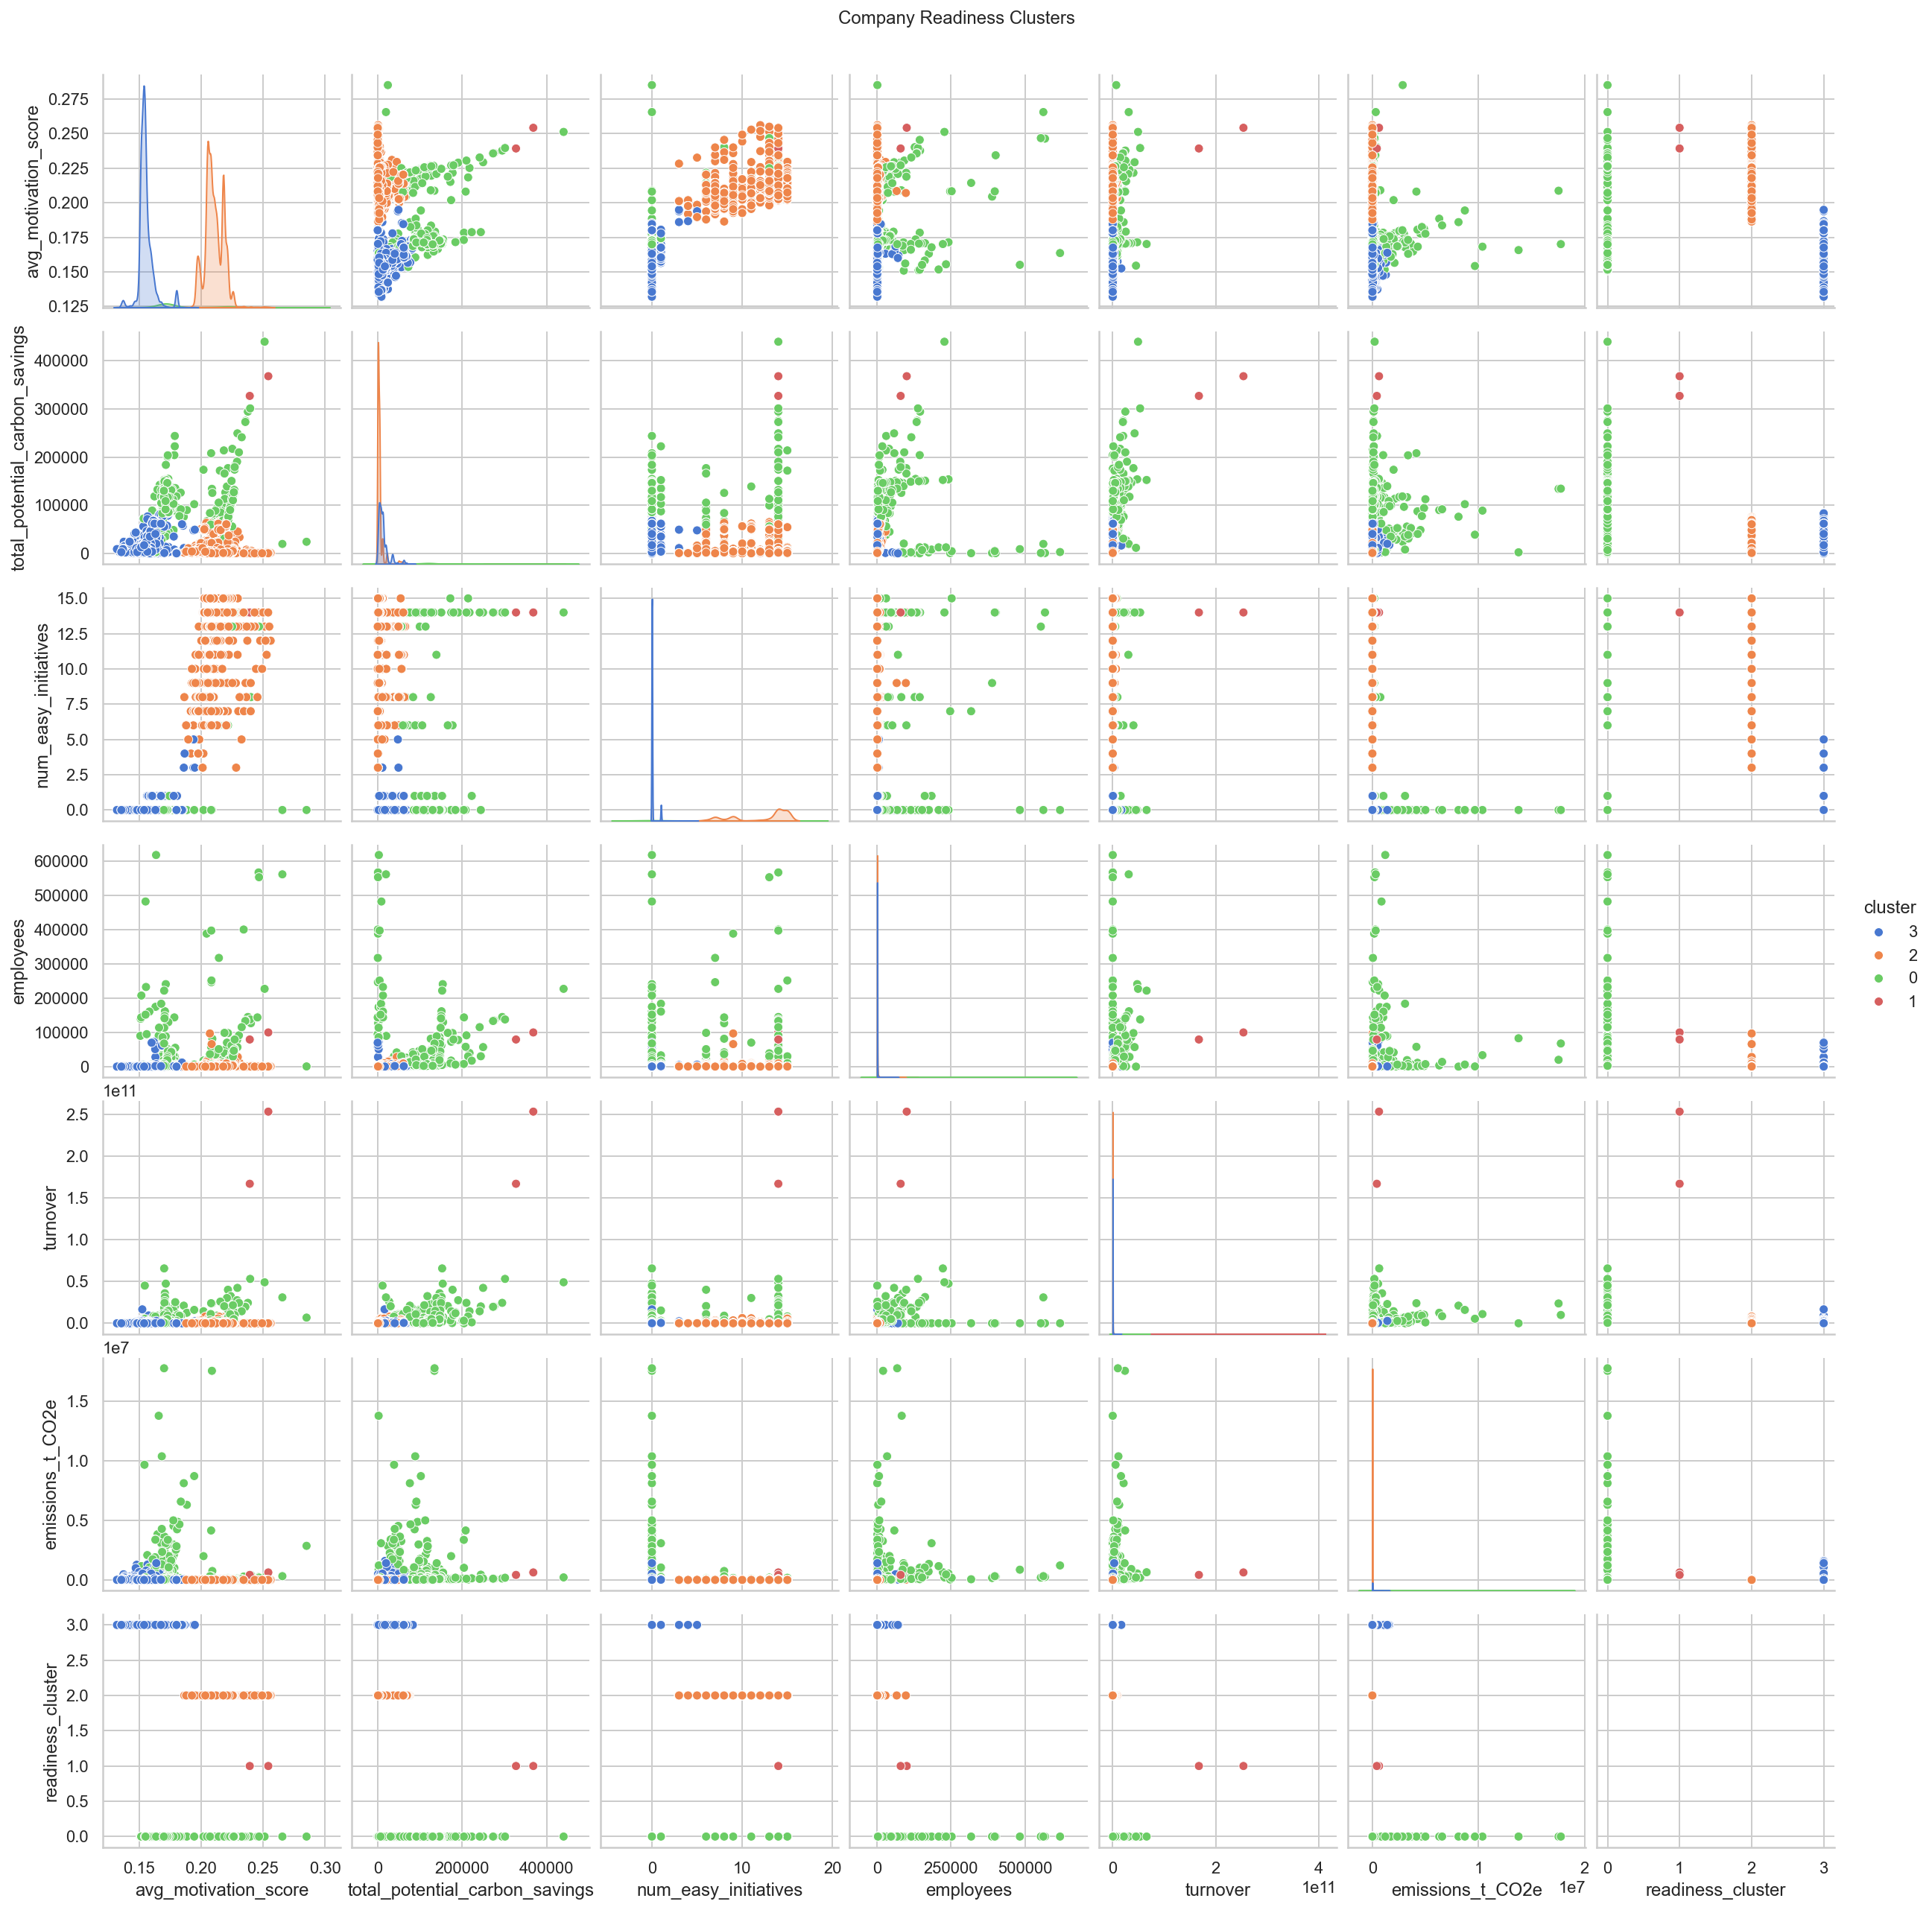 Company Readiness Clusters
0.275
0.250
0.225
0.200
0.175
0.150
0.125
avg_motivation_score
400000
300000
200000
100000
0
total_potential_carbon_savings
15.0
12.5
10.0
7.5
5.0
2.5
0.0
num_easy_initiatives
600000
500000
400000
300000
200000
100000
0
employees
cluster
3
2
0
1
1e11
2.5
2.0
1.5
1.0
0.5
0.0
turnover
1e7
1.5
1.0
0.5
0.0
emissions_t_CO2e
3.0
2.5
2.0
1.5
1.0
0.5
0.0
readiness_cluster
0.15 0.20 0.25 0.30
avg_motivation_score
0 200000 400000
total_potential_carbon_savings
0 10 20
num_easy_initiatives
0 250000 500000
employees
0 2 4
turnover
1e11
0 1 2
emissions_t_CO2e
1e7
0 1 2 3
readiness_cluster